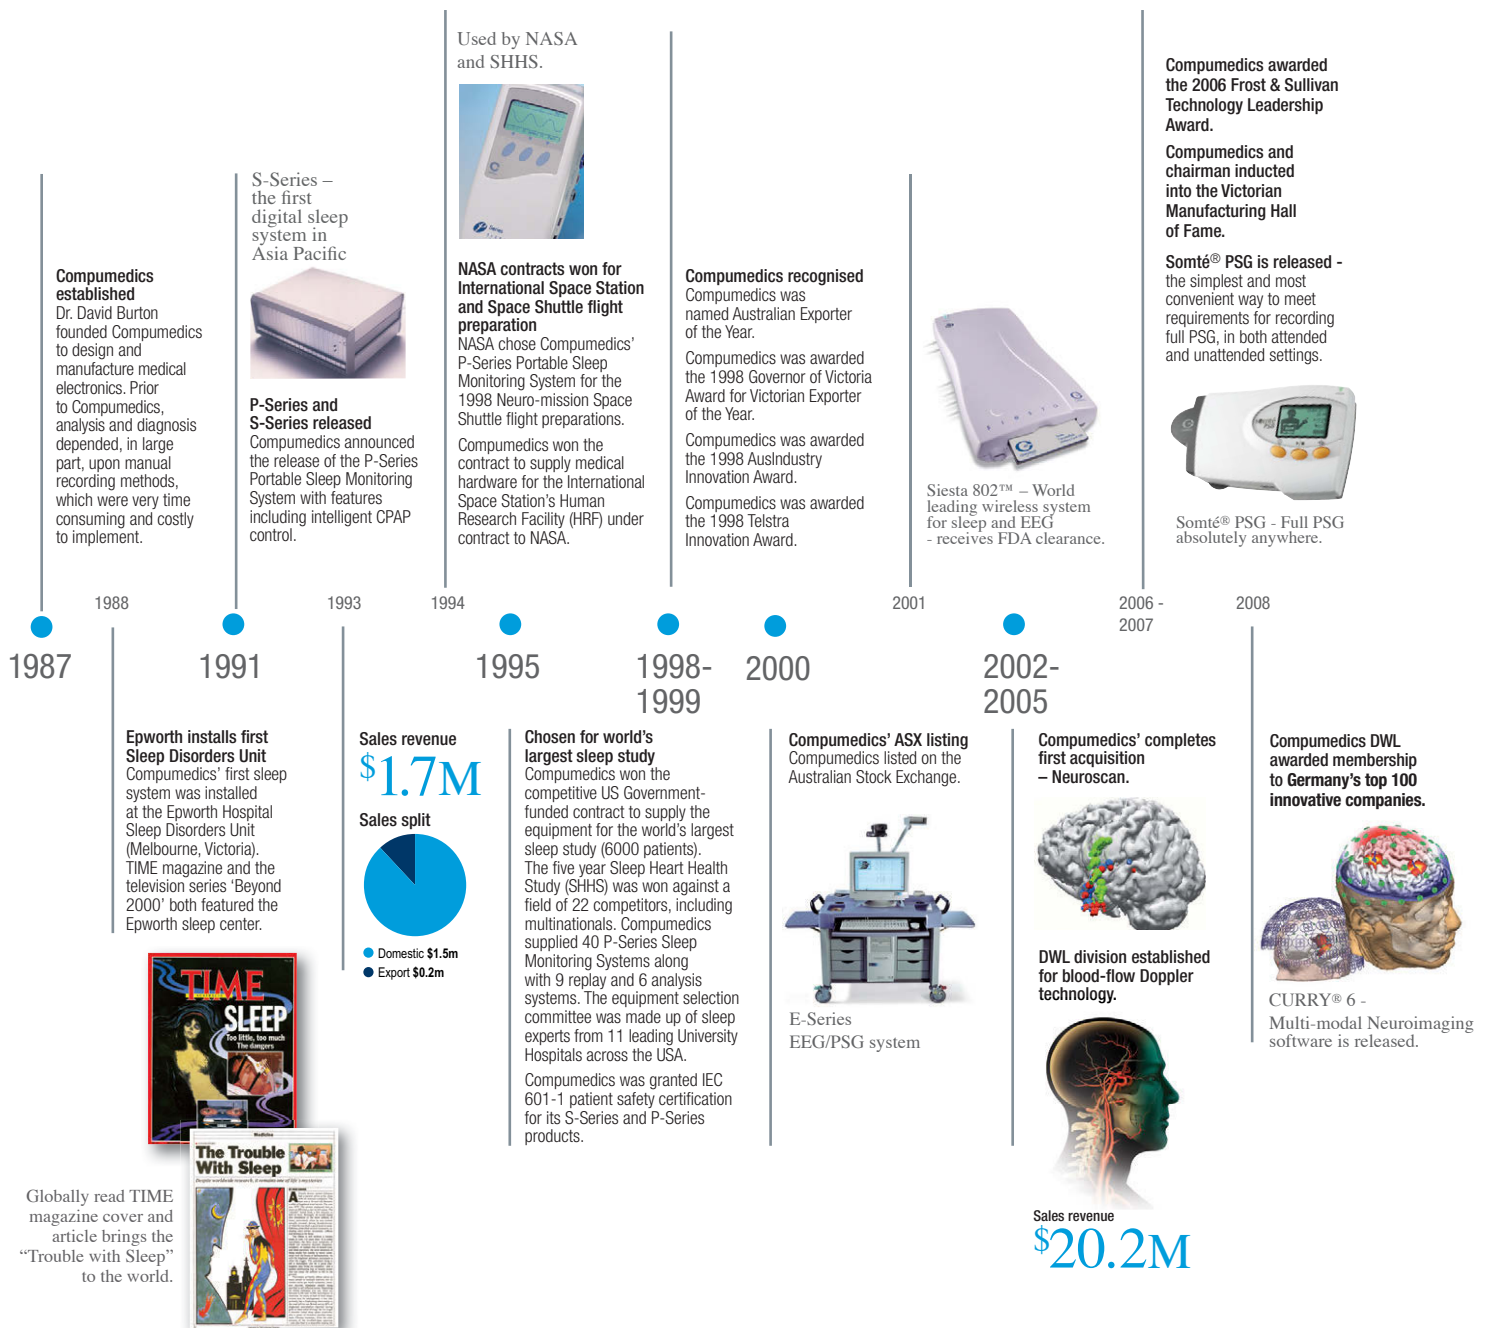 Used by NASA
and SHHS.
Compumedics awarded
the 2006 Frost & Sullivan
Technology Leadership
Award.
Compumedics and
chairman inducted
into the Victorian
Manufacturing Hall
of Fame.
Somté® PSG is released -
the simplest and most
convenient way to meet
requirements for recording
full PSG, in both attended
and unattended settings.
S-Series –
the first
digital sleep
system in
Asia Pacific
Compumedics
established
Dr. David Burton
founded Compumedics
to design and
manufacture medical
electronics. Prior
to Compumedics,
analysis and diagnosis
depended, in large
part, upon manual
recording methods,
which were very time
consuming and costly
to implement.
P-Series and
S-Series released
Compumedics announced
the release of the P-Series
Portable Sleep Monitoring
System with features
including intelligent CPAP
control.
NASA contracts won for
International Space Station
and Space Shuttle flight
preparation
NASA chose Compumedics’
P-Series Portable Sleep
Monitoring System for the
1998 Neuro-mission Space
Shuttle flight preparations.
Compumedics won the
contract to supply medical
hardware for the International
Space Station’s Human
Research Facility (HRF) under
contract to NASA.
Compumedics recognised
Compumedics was
named Australian Exporter
of the Year.
Compumedics was awarded
the 1998 Governor of Victoria
Award for Victorian Exporter
of the Year.
Compumedics was awarded
the 1998 AusIndustry
Innovation Award.
Compumedics was awarded
the 1998 Telstra
Innovation Award.
Siesta 802™ – World
leading wireless system
for sleep and EEG
- receives FDA clearance.
Somté® PSG - Full PSG
absolutely anywhere.
1988
1993
1994
2001
2006 -
2007
2008
1987
1991
1995
1998-
1999
2000
2002-
2005
Epworth installs first
Sleep Disorders Unit
Compumedics’ first sleep
system was installed
at the Epworth Hospital
Sleep Disorders Unit
(Melbourne, Victoria).
TIME magazine and the
television series ‘Beyond
2000’ both featured the
Epworth sleep center.
TIME
SLEEP
Too little, too much
The dangers
Medicine
The Trouble
With Sleep
Despite worldwide research, it remains one of life's mysteries
Globally read TIME
magazine cover and
article brings the
“Trouble with Sleep”
to the world.
Sales revenue
$1.7M
Sales split
Domestic $1.5m
Export $0.2m
Chosen for world’s
largest sleep study
Compumedics won the
competitive US Government-
funded contract to supply the
equipment for the world’s largest
sleep study (6000 patients).
The five year Sleep Heart Health
Study (SHHS) was won against a
field of 22 competitors, including
multinationals. Compumedics
supplied 40 P-Series Sleep
Monitoring Systems along
with 9 replay and 6 analysis
systems. The equipment selection
committee was made up of sleep
experts from 11 leading University
Hospitals across the USA.
Compumedics was granted IEC
601-1 patient safety certification
for its S-Series and P-Series
products.
Compumedics’ ASX listing
Compumedics listed on the
Australian Stock Exchange.
E-Series
EEG/PSG system
Compumedics’ completes
first acquisition
– Neuroscan.
DWL division established
for blood-flow Doppler
technology.
Sales revenue
$20.2M
Compumedics DWL
awarded membership
to Germany’s top 100
innovative companies.
CURRY® 6 -
Multi-modal Neuroimaging
software is released.